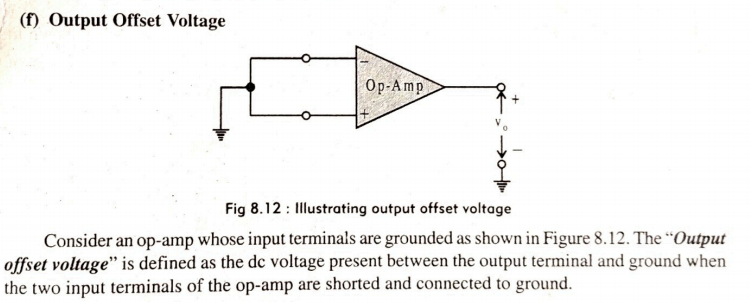 (f) Output Offset Voltage
−
Op-Amp
+
+
vo
−
Fig 8.12 : Illustrating output offset voltage
Consider an op-amp whose input terminals are grounded as shown in Figure 8.12. The “Output
offset voltage” is defined as the dc voltage present between the output terminal and ground when
the two input terminals of the op-amp are shorted and connected to ground.